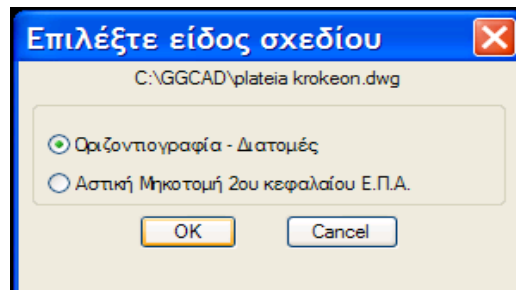 Επιλέξτε είδος σχεδίου
C:\GGCAD\plateia krokeon.dwg
Οριζοντιογραφία - Διατομές
Αστική Μηκοτομή 2ου κεφαλαίου Ε.Π.Α.
OK Cancel